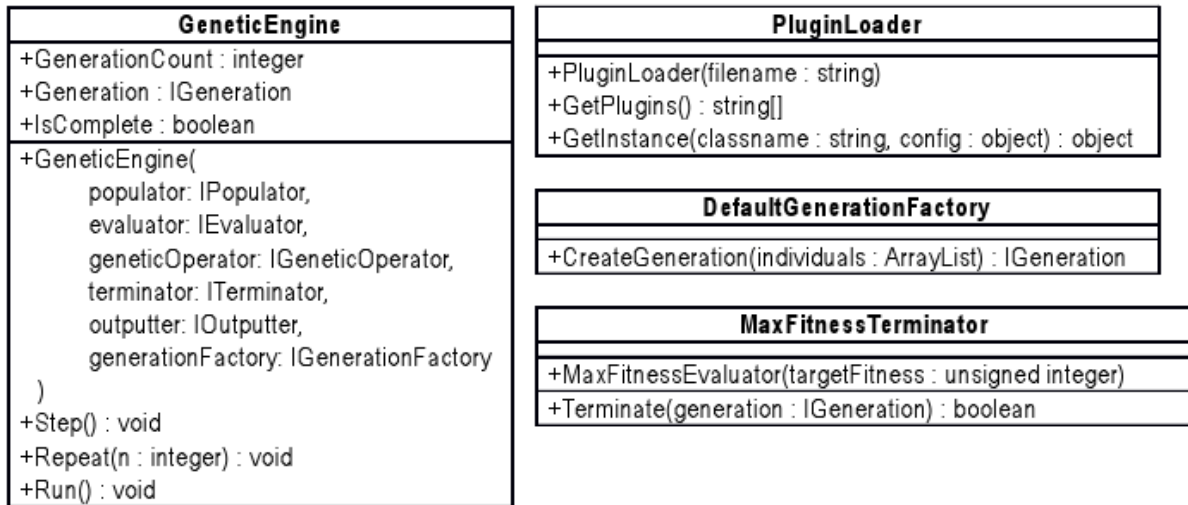 GeneticEngine
+GenerationCount : integer
+Generation : IGeneration
+IsComplete : boolean
+GeneticEngine(
populator: IPopulator,
evaluator: IEvaluator,
geneticOperator: IGeneticOperator,
terminator: ITerminator,
outputter: IOutputter,
generationFactory: IGenerationFactory
)
+Step() : void
+Repeat(n : integer) : void
+Run() : void
PluginLoader
+PluginLoader(filename : string)
+GetPlugins() : string[]
+GetInstance(classname : string, config : object) : object
DefaultGenerationFactory
+CreateGeneration(individuals : ArrayList) : IGeneration
MaxFitnessTerminator
+MaxFitnessEvaluator(targetFitness : unsigned integer)
+Terminate(generation : IGeneration) : boolean